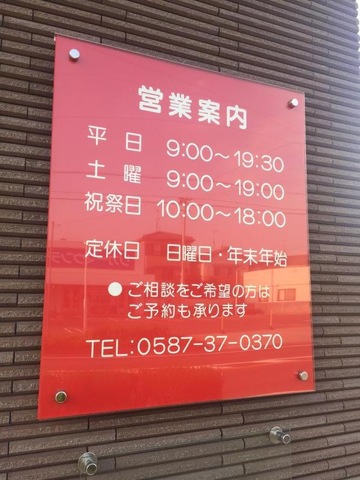 営業案内
平日 9:00～19:30
土曜 9:00～19:00
祝祭日 10:00～18:00
定休日 日曜日・年末年始
●ご相談をご希望の方は
ご予約も承ります
TEL:0587-37-0370